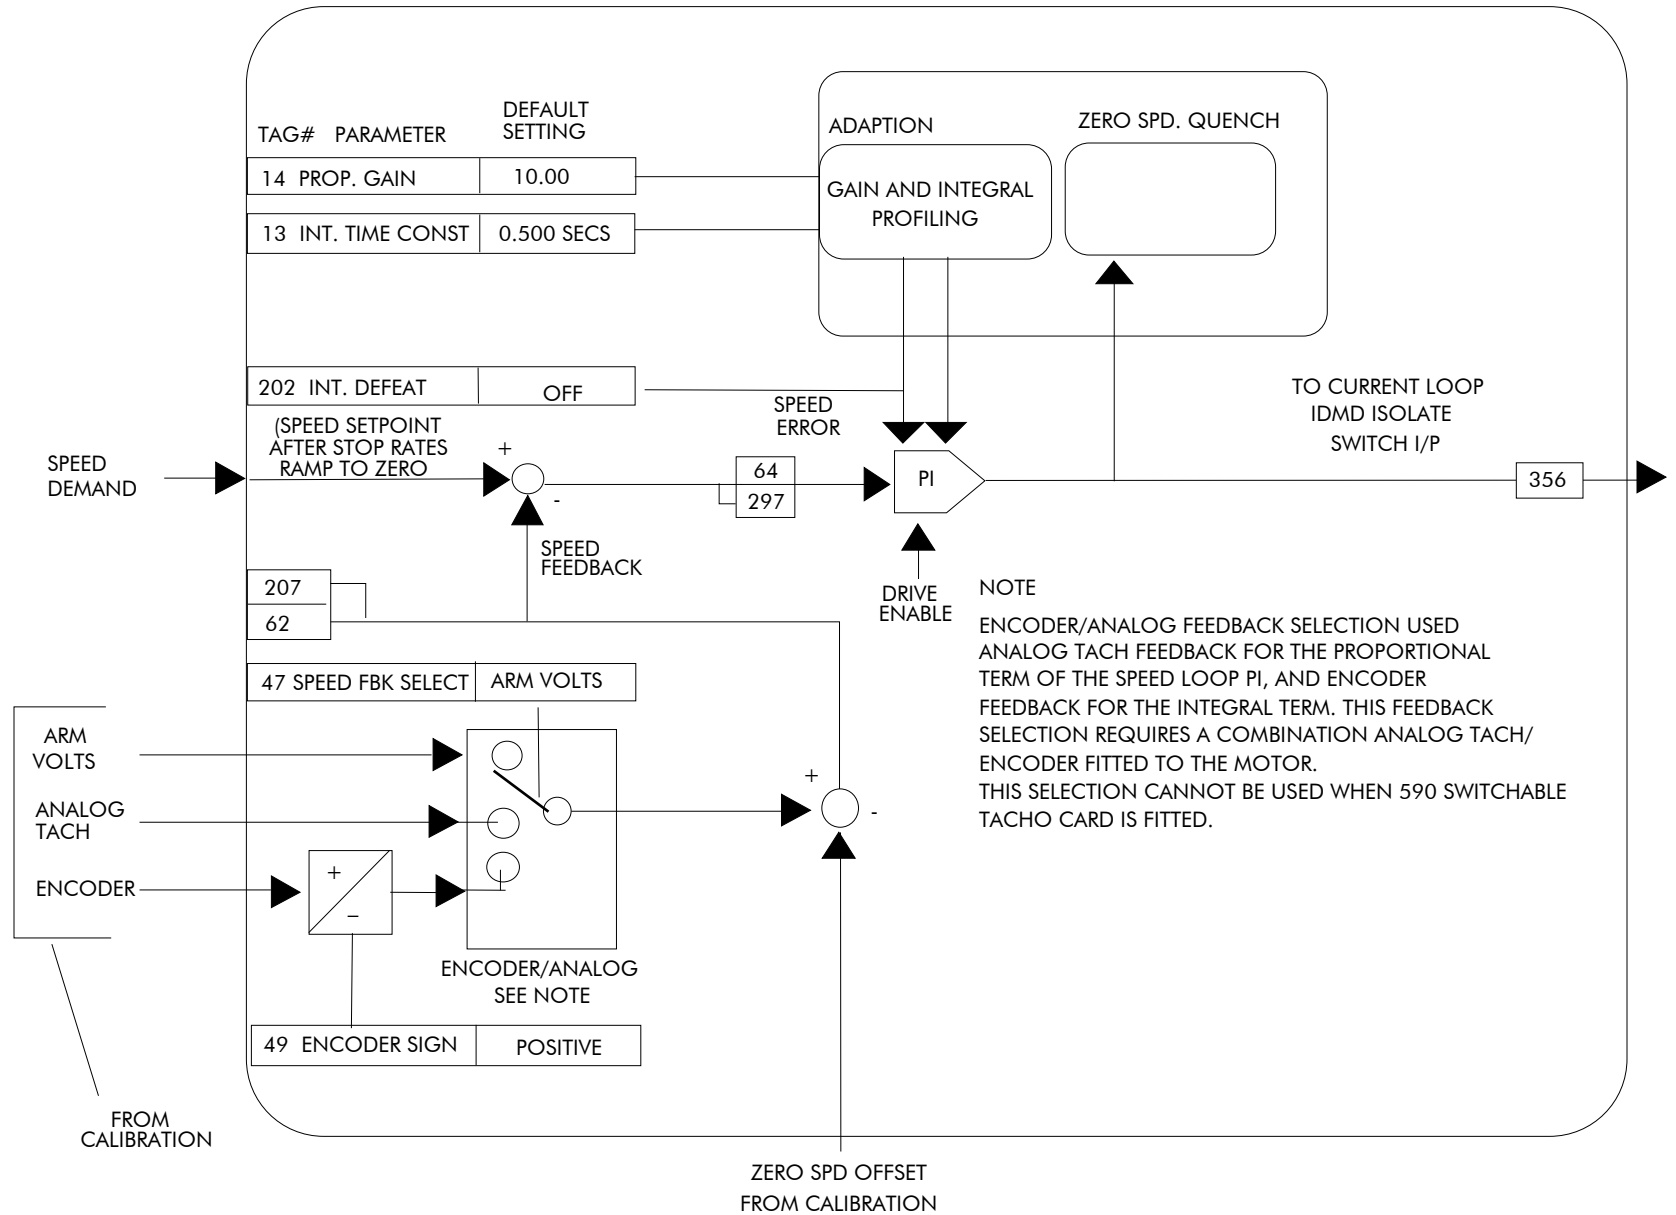 TAG# PARAMETER
DEFAULT
SETTING
14 PROP. GAIN 10.00
13 INT. TIME CONST 0.500 SECS
ADAPTION
ZERO SPD. QUENCH
GAIN AND INTEGRAL
PROFILING
202 INT. DEFEAT OFF
SPEED
ERROR
TO CURRENT LOOP
IDMD ISOLATE
SWITCH I/P
(SPEED SETPOINT
AFTER STOP RATES
RAMP TO ZERO
SPEED
DEMAND
+
-
64
297
PI
356
SPEED
FEEDBACK
DRIVE
ENABLE
207
62
NOTE
ENCODER/ANALOG FEEDBACK SELECTION USED
ANALOG TACH FEEDBACK FOR THE PROPORTIONAL
TERM OF THE SPEED LOOP PI, AND ENCODER
FEEDBACK FOR THE INTEGRAL TERM. THIS FEEDBACK
SELECTION REQUIRES A COMBINATION ANALOG TACH/
ENCODER FITTED TO THE MOTOR.
THIS SELECTION CANNOT BE USED WHEN 590 SWITCHABLE
TACHO CARD IS FITTED.
47 SPEED FBK SELECT ARM VOLTS
ARM
VOLTS
ANALOG
TACH
ENCODER
+
-
+
–
ENCODER/ANALOG
SEE NOTE
49 ENCODER SIGN POSITIVE
FROM
CALIBRATION
ZERO SPD OFFSET
FROM CALIBRATION